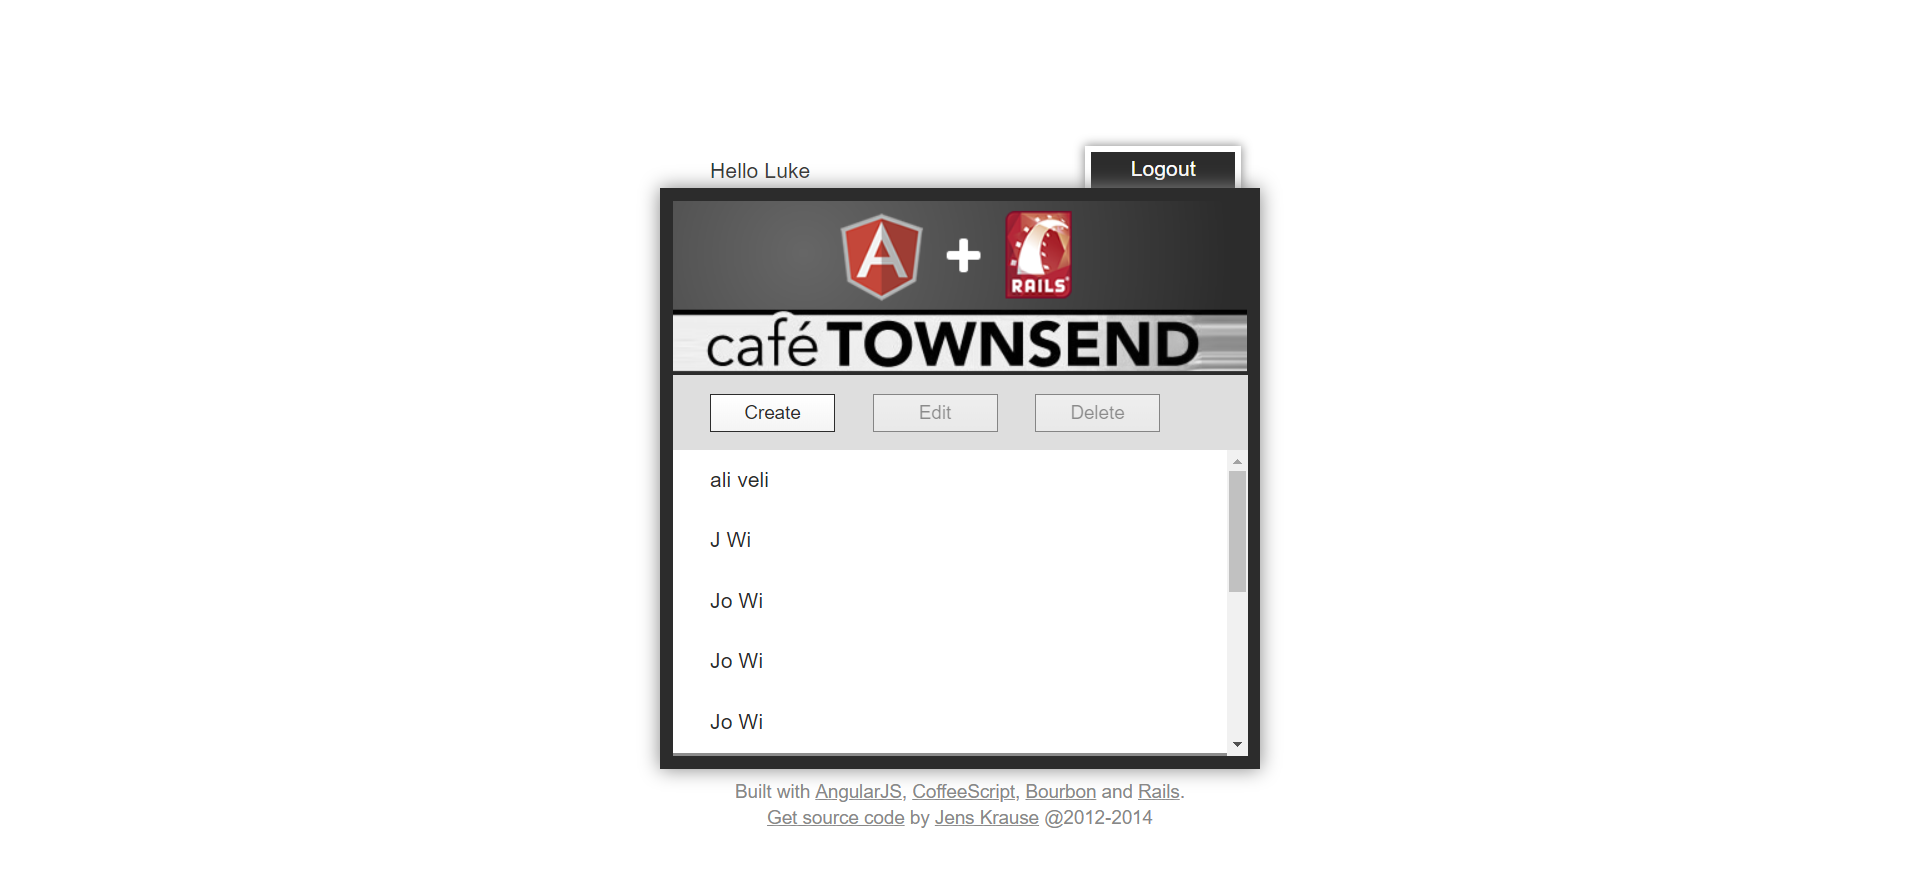 Hello Luke
Logout
A
RAILS
café TOWNSEND
Create
Edit
Delete
ali veli
J Wi
Jo Wi
Jo Wi
Jo Wi
Built with AngularJS, CoffeeScript, Bourbon and Rails.
Get source code by Jens Krause @2012-2014